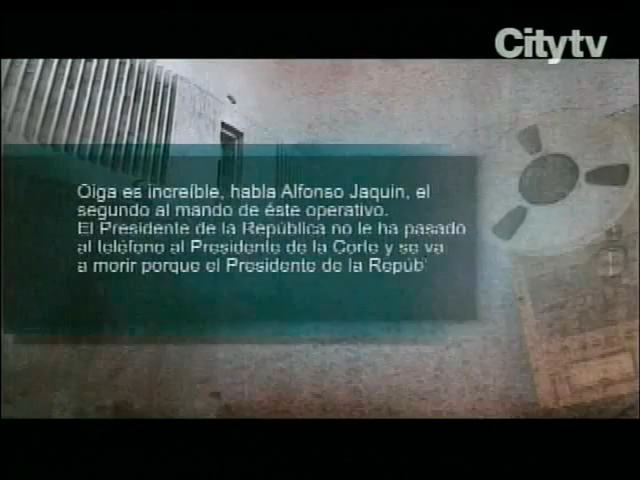 Citytv
Oiga es increíble, habla Alfonso Jaquin, el
segundo al mando de éste operativo.
El Presidente de la República no le ha pasado
al teléfono al Presidente de la Corte y se va
a morir porque el Presidente de la Repúb